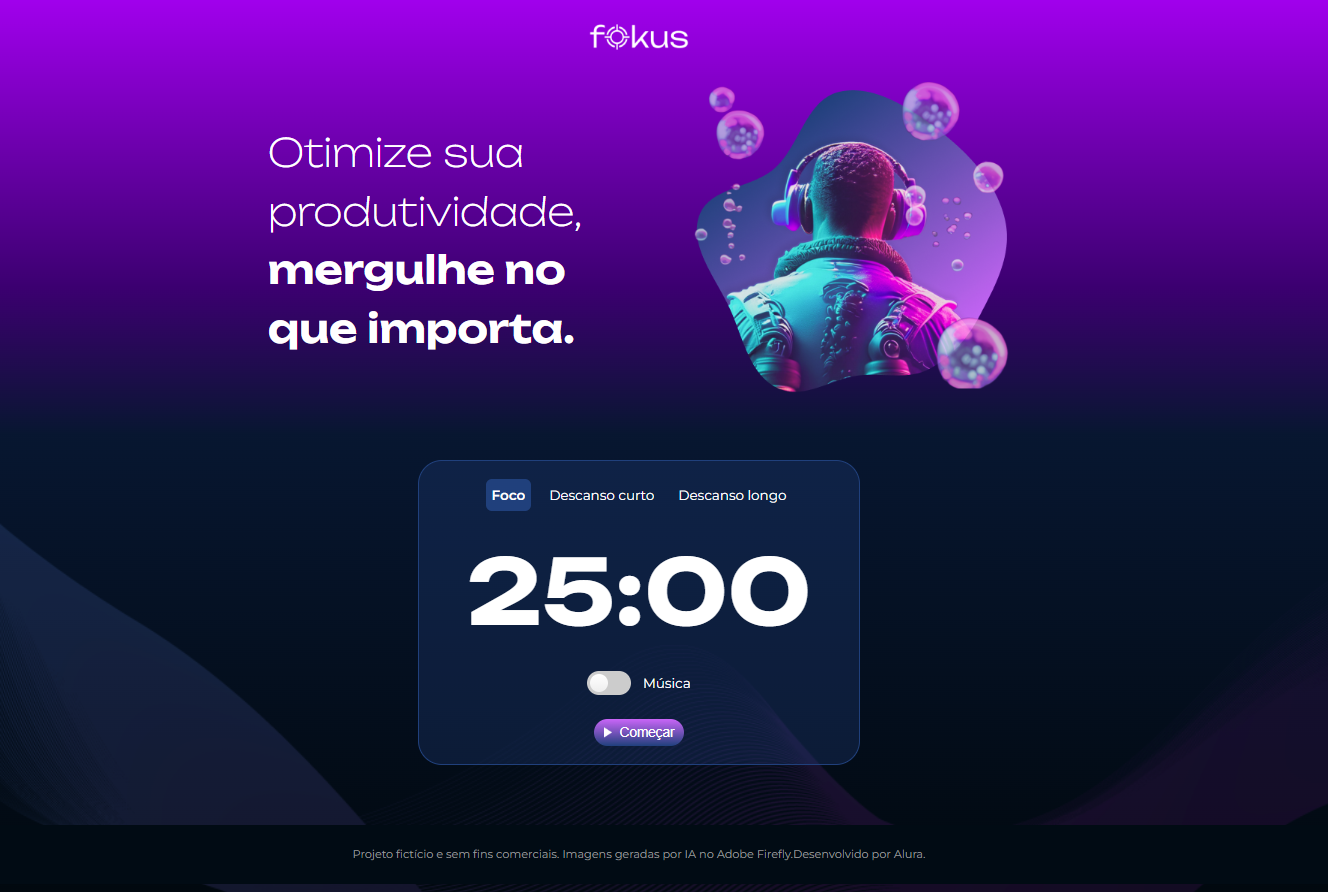 fokus
Otimize sua
produtividade,
mergulhe no
que importa.
Foco Descanso curto Descanso longo
25:00
Música
Começar
Projeto fictício e sem fins comerciais. Imagens geradas por IA no Adobe Firefly.Desenvolvido por Alura.